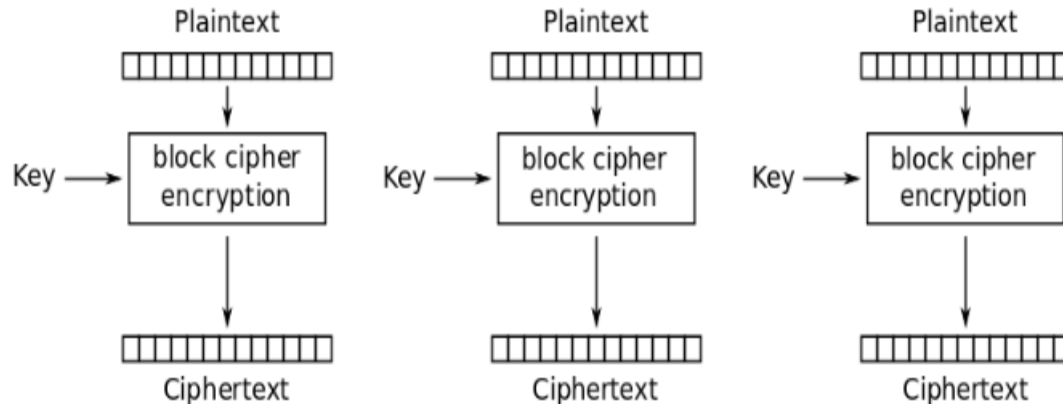 Plaintext Plaintext Plaintext
Key block cipher encryption Key block cipher encryption Key block cipher encryption
Ciphertext Ciphertext Ciphertext